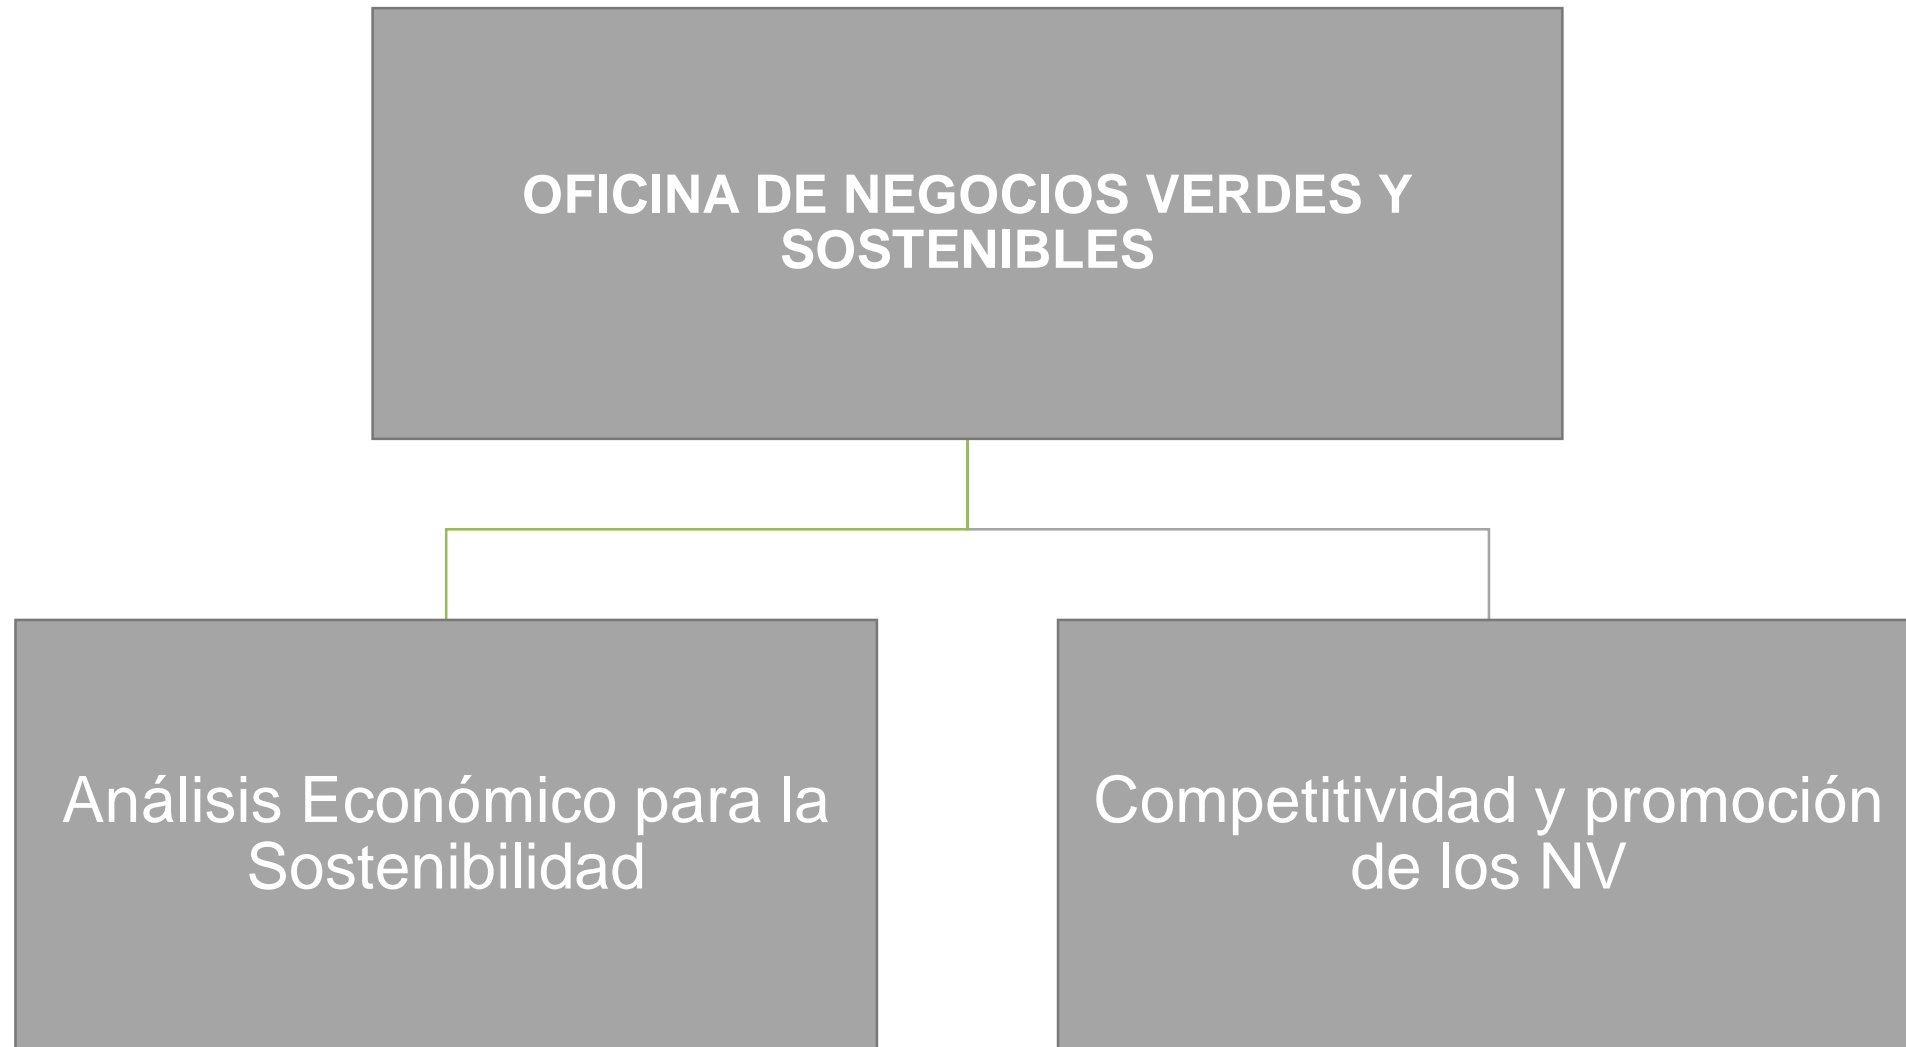 OFICINA DE NEGOCIOS VERDES Y
SOSTENIBLES
Análisis Económico para la
Sostenibilidad
Competitividad y promoción
de los NV